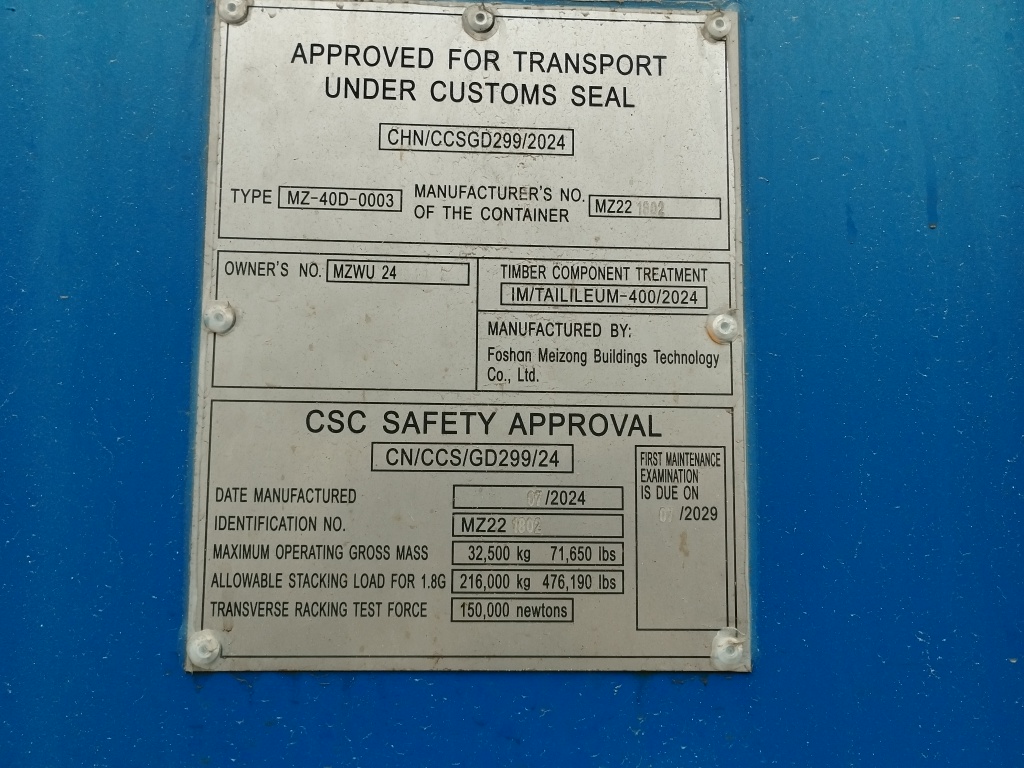 APPROVED FOR TRANSPORT
UNDER CUSTOMS SEAL
CHN/CCSGD299/2024
TYPE MZ-40D-0003
MANUFACTURER'S NO.
OF THE CONTAINER
MZ22 1802
OWNER'S NO. MZWU 24
TIMBER COMPONENT TREATMENT
IM/TAILILEUM-400/2024
MANUFACTURED BY:
Foshan Meizong Buildings Technology
Co., Ltd.
CSC SAFETY APPROVAL
CN/CCS/GD299/24
DATE MANUFACTURED /2024
IDENTIFICATION NO. MZ22 1802
MAXIMUM OPERATING GROSS MASS 32,500 kg 71,650 lbs
ALLOWABLE STACKING LOAD FOR 1.8G 216,000 kg 476,190 lbs
TRANSVERSE RACKING TEST FORCE 150,000 newtons
FIRST MAINTENANCE
EXAMINATION
IS DUE ON
/2029